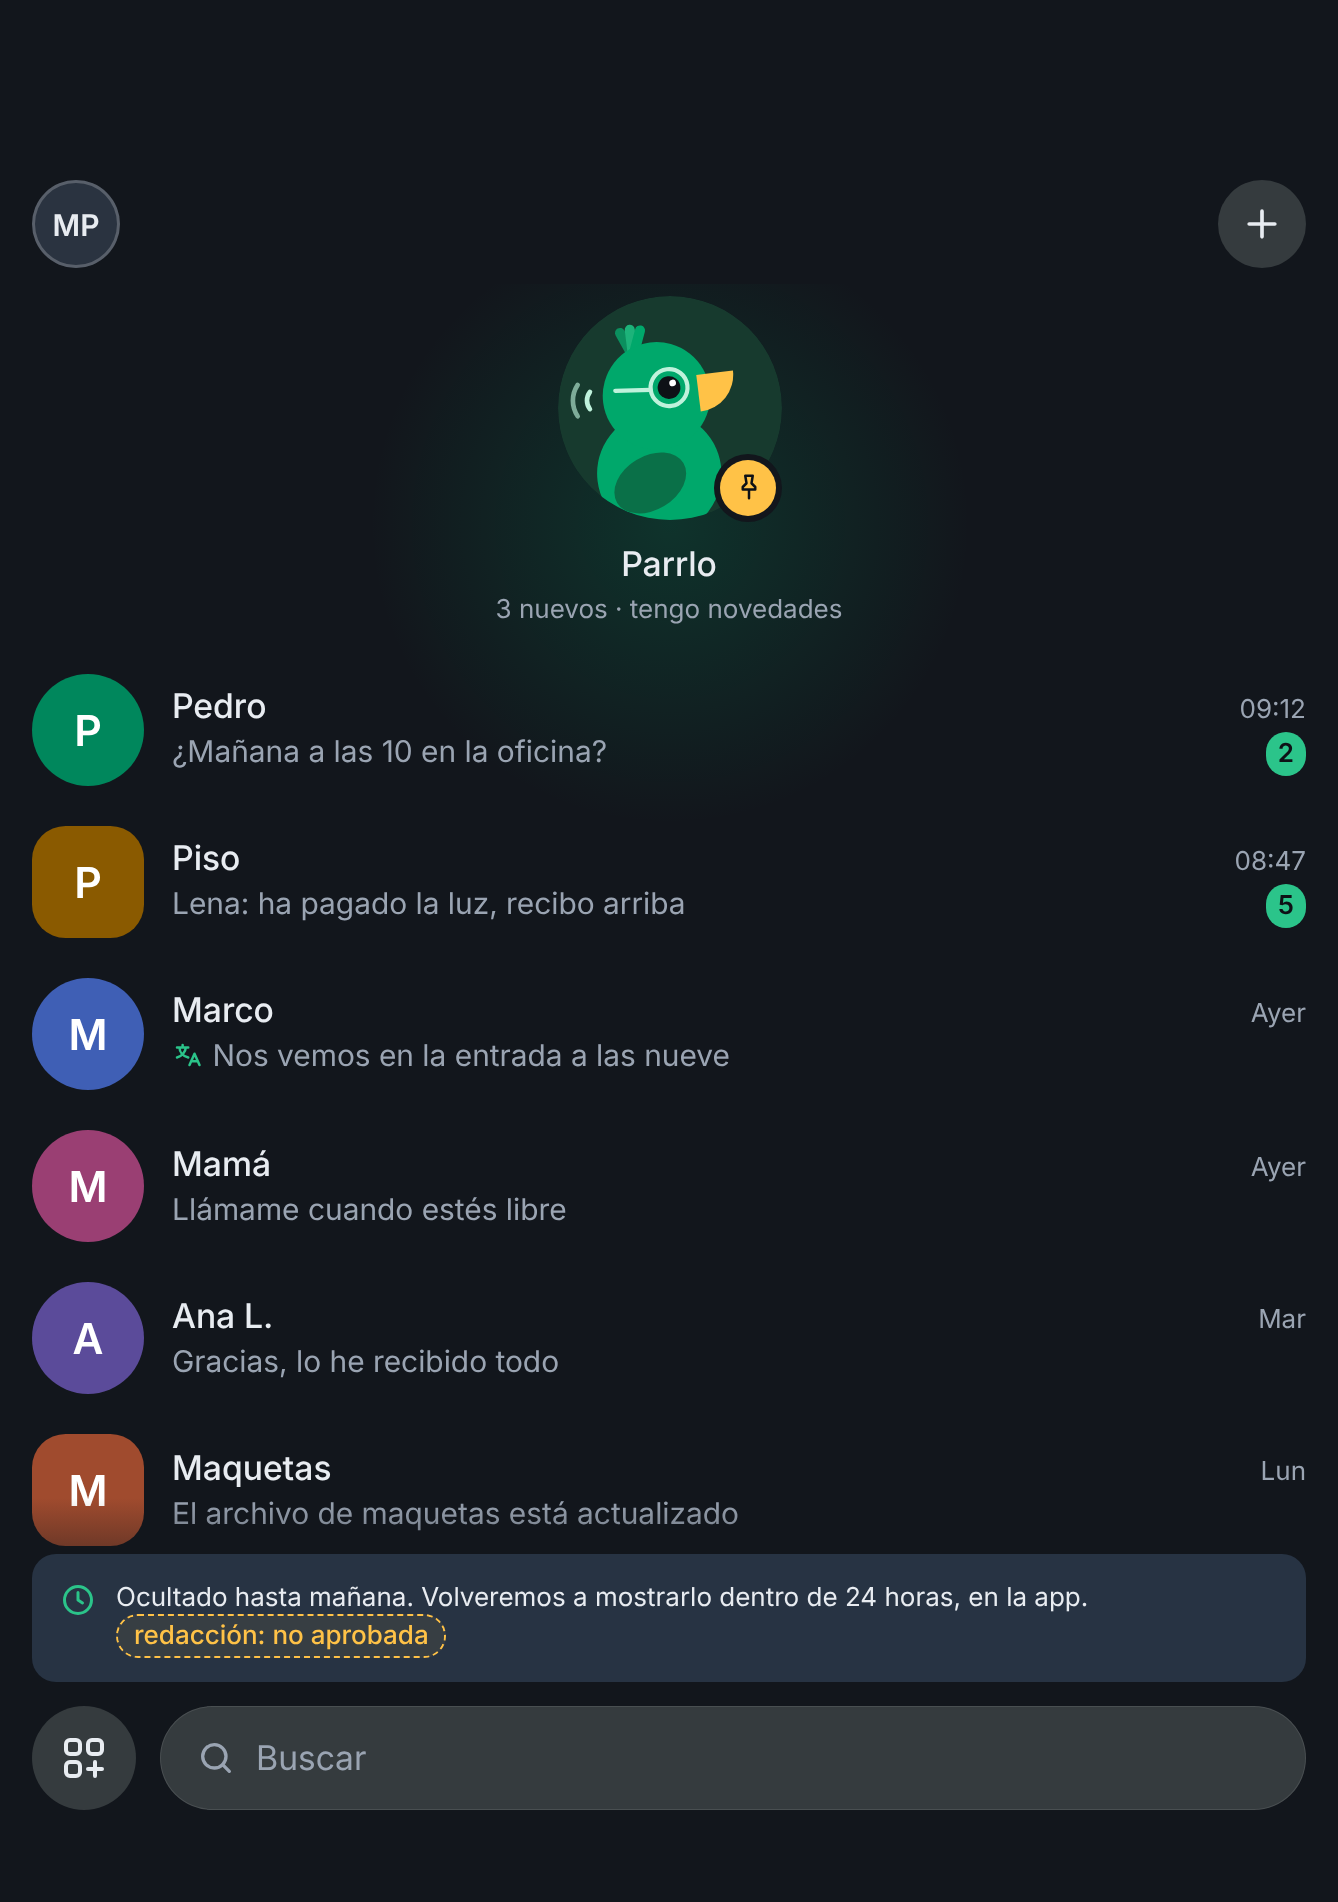 MP
Parrlo
3 nuevos · tengo novedades
P
Pedro
09:12
¿Mañana a las 10 en la oficina?
2
P
Piso
08:47
Lena: ha pagado la luz, recibo arriba
5
M
Marco
Ayer
Nos vemos en la entrada a las nueve
M
Mamá
Ayer
Llámame cuando estés libre
A
Ana L.
Mar
Gracias, lo he recibido todo
M
Maquetas
Lun
El archivo de maquetas está actualizado
Ocultado hasta mañana. Volveremos a mostrarlo dentro de 24 horas, en la app.
redacción: no aprobada
Buscar